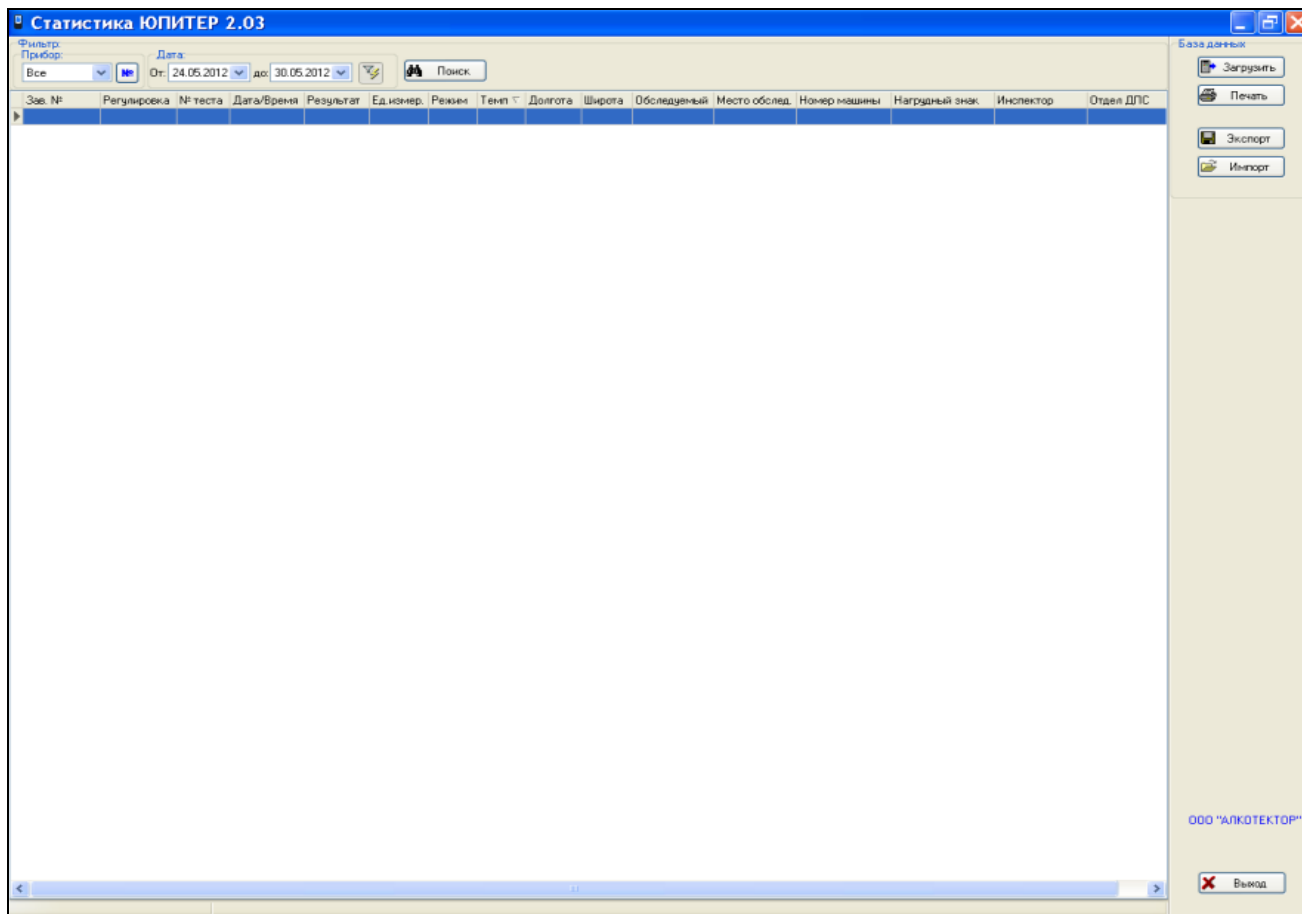 Статистика ЮПИТЕР 2.03
Фильтр: База данных
Прибор: Дата:
Все № От: 24.05.2012 до: 30.05.2012 Поиск Загрузить
Печать
Зав. № Регулировка № теста Дата/Время Результат Ед.измер. Режим Темп Долгота Широта Обследуемый Место обслед. Номер машины Нагрудный знак Инспектор Отдел ДПС
Экспорт
Импорт
ООО "АЛКОТЕКТОР"
Выход